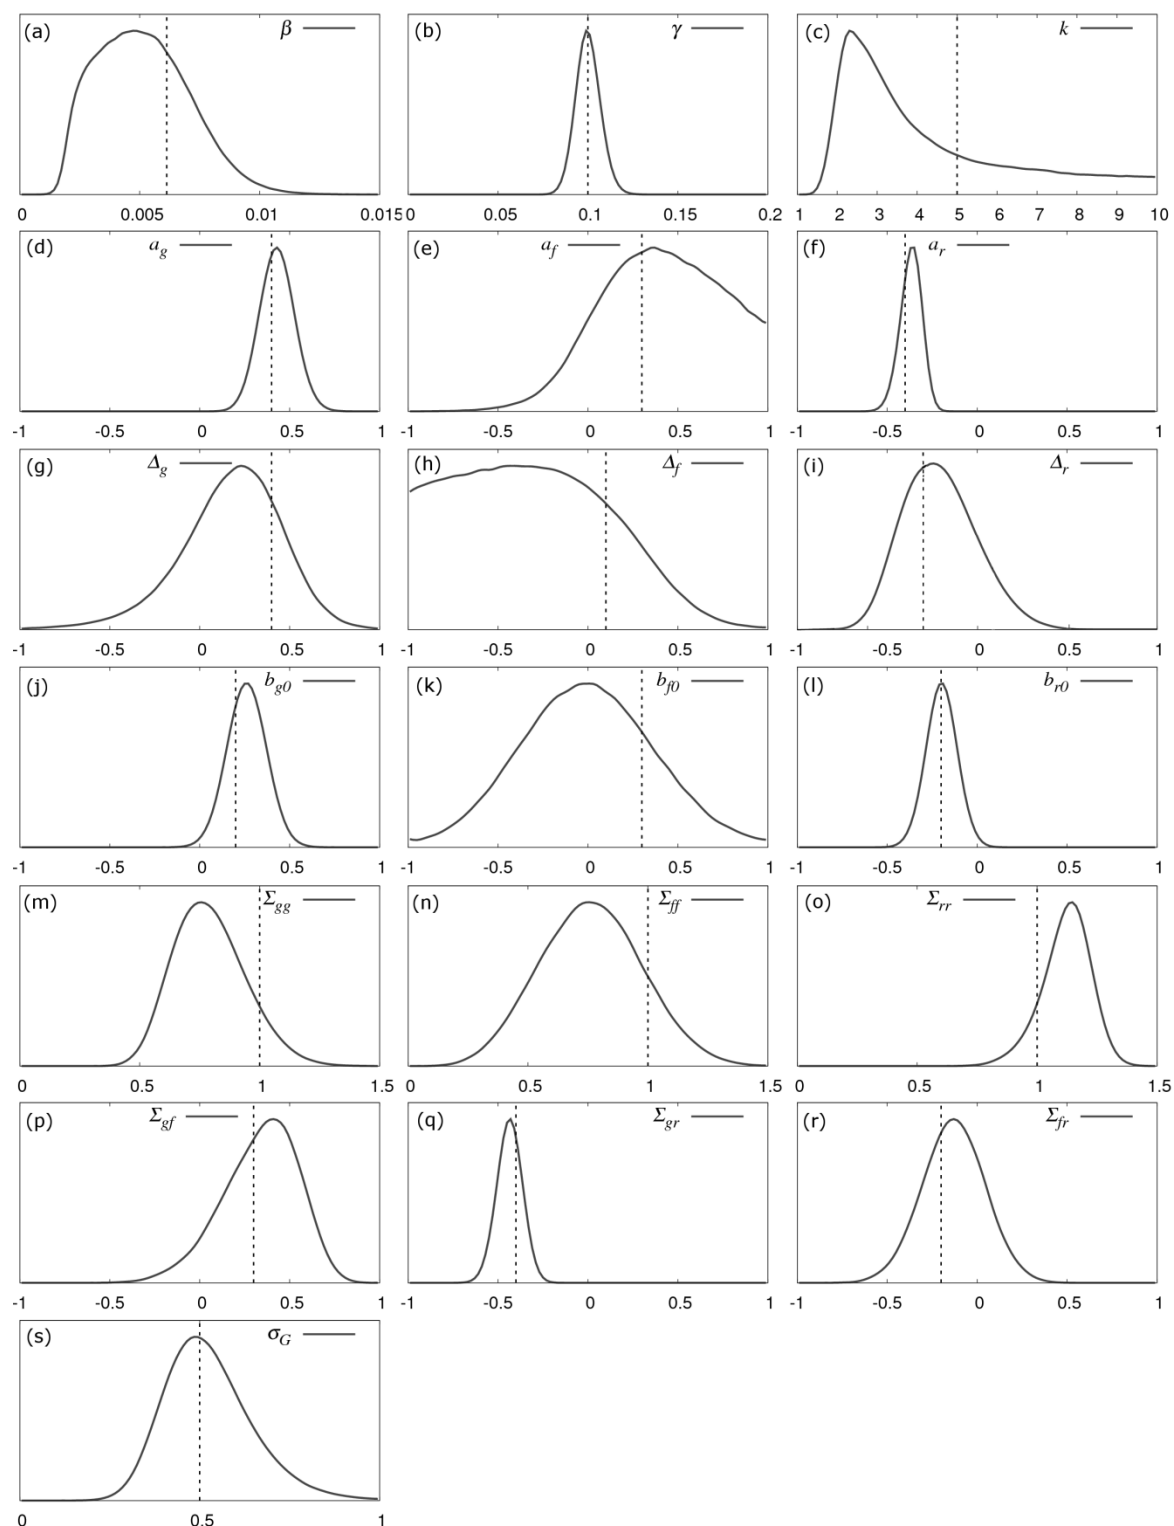 (a) β (b) γ (c) k
0 0.005 0.01 0.015 0 0.05 0.1 0.15 0.2 1 2 3 4 5 6 7 8 9 10
(d) a_g (e) a_f (f) a_r
-1 -0.5 0 0.5 1 -1 -0.5 0 0.5 1 -1 -0.5 0 0.5 1
(g) Δ_g (h) Δ_f (i) Δ_r
-1 -0.5 0 0.5 1 -1 -0.5 0 0.5 1 -1 -0.5 0 0.5 1
(j) b_g0 (k) b_f0 (l) b_r0
-1 -0.5 0 0.5 1 -1 -0.5 0 0.5 1 -1 -0.5 0 0.5 1
(m) Σ_gg (n) Σ_ff (o) Σ_rr
0 0.5 1 1.5 0 0.5 1 1.5 0 0.5 1 1.5
(p) Σ_gf (q) Σ_gr (r) Σ_fr
-1 -0.5 0 0.5 1 -1 -0.5 0 0.5 1 -1 -0.5 0 0.5 1
(s) σ_G
0 0.5 1